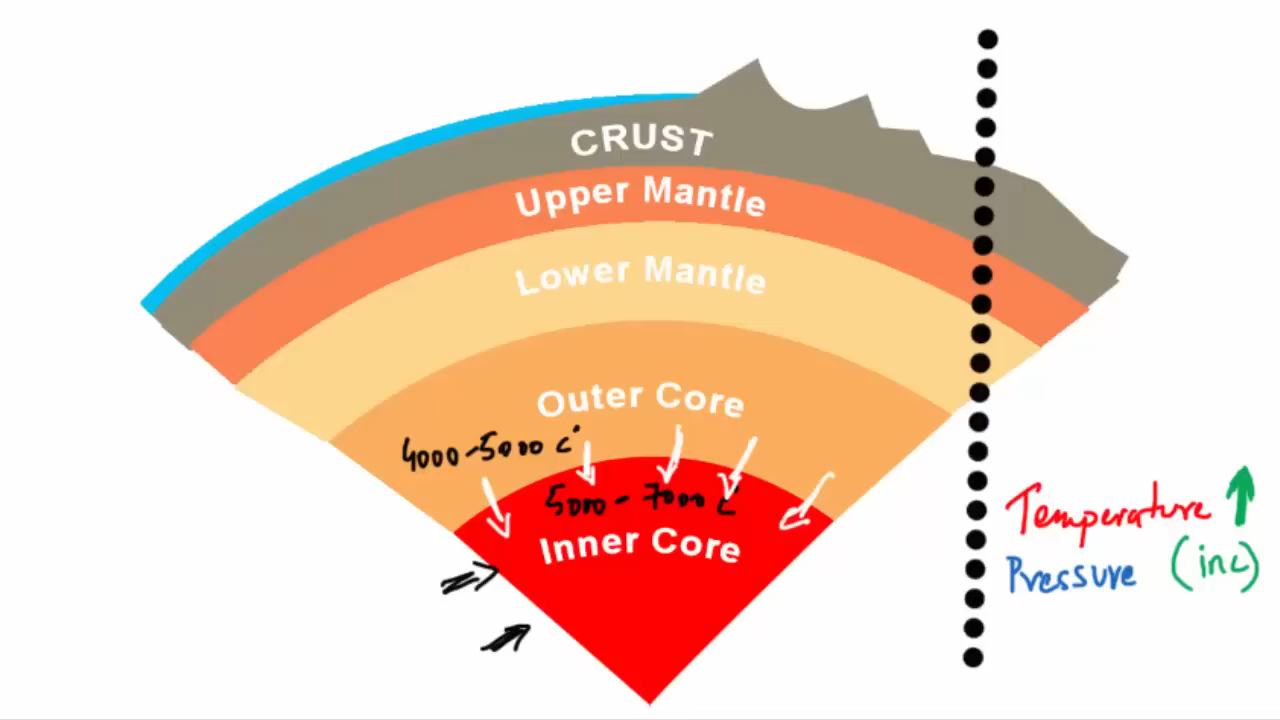 CRUST
Upper Mantle
Lower Mantle
Outer Core
4000-5000 c°
5000 - 7000 c°
Inner Core
Temperature ↑
Pressure (inc)